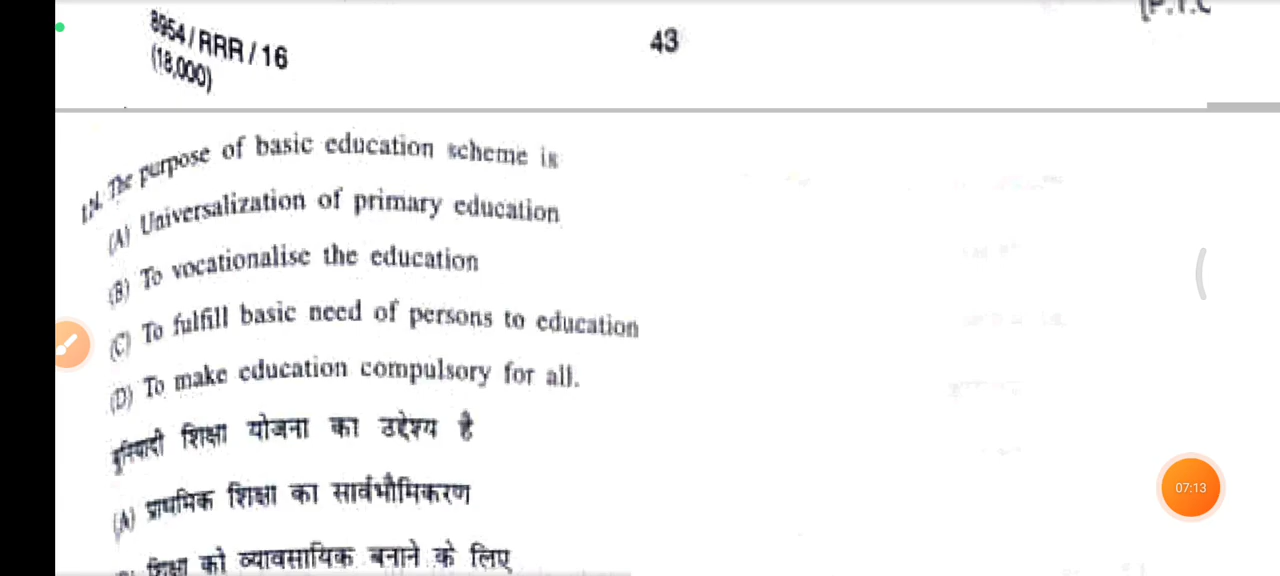 8954/RRR/16
(18,000)
43
The purpose of basic education scheme is
(A) Universalization of primary education
(B) To vocationalise the education
(C) To fulfill basic need of persons to education
(D) To make education compulsory for all.
बुनियादी शिक्षा योजना का उद्देश्य है
(A) प्राथमिक शिक्षा का सार्वभौमिकरण
शिक्षा को व्यावसायिक बनाने के लिए
07:13